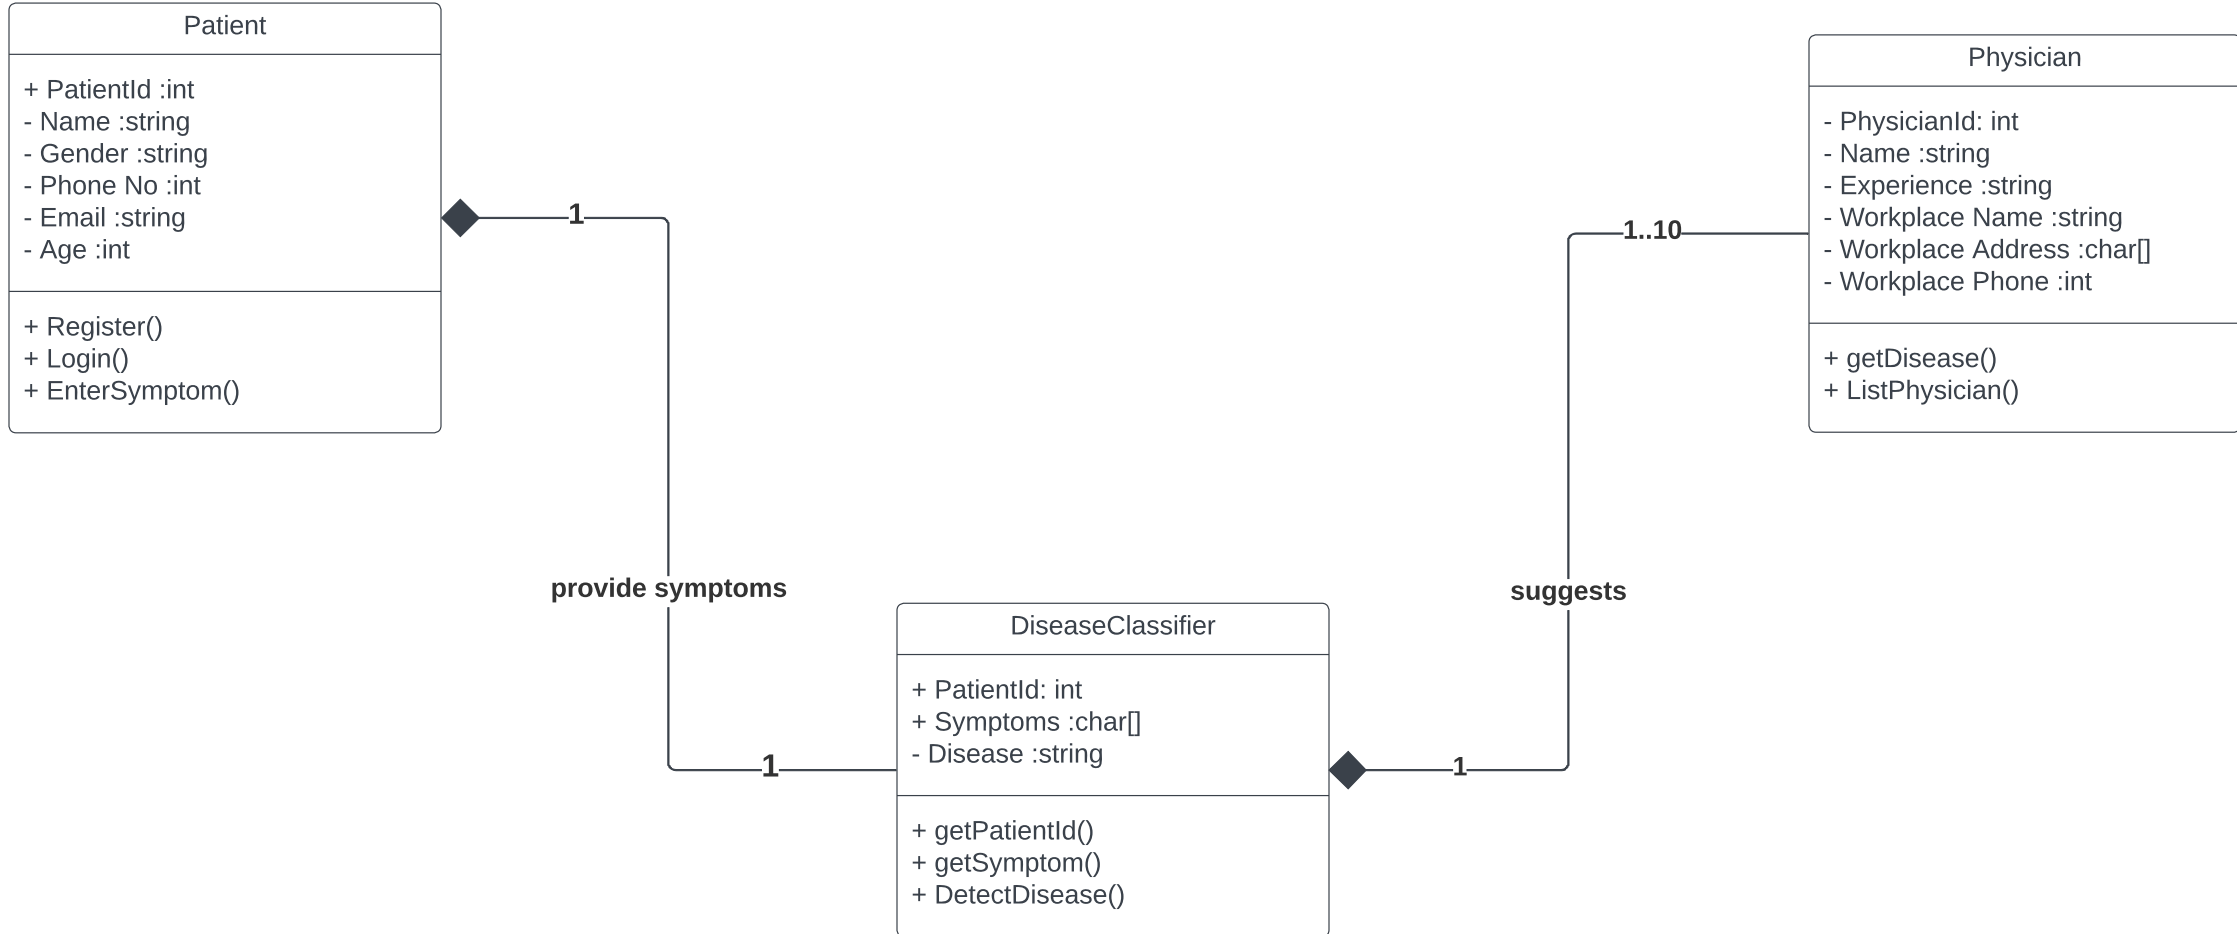 Patient
+ PatientId :int
- Name :string
- Gender :string
- Phone No :int
- Email :string
- Age :int
+ Register()
+ Login()
+ EnterSymptom()
1
provide symptoms
1
DiseaseClassifier
+ PatientId: int
+ Symptoms :char[]
- Disease :string
+ getPatientId()
+ getSymptom()
+ DetectDisease()
1
suggests
1..10
Physician
- PhysicianId: int
- Name :string
- Experience :string
- Workplace Name :string
- Workplace Address :char[]
- Workplace Phone :int
+ getDisease()
+ ListPhysician()